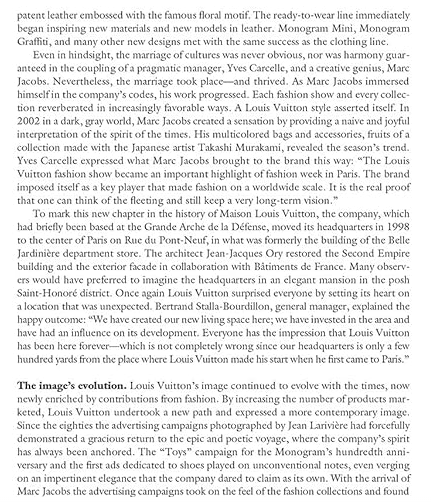 patent leather embossed with the famous floral motif. The ready-to-wear line immediately
began inspiring new materials and new models in leather. Monogram Mini, Monogram
Graffiti, and many other new designs met with the same success as the clothing line.
Even in hindsight, the marriage of cultures was never obvious, nor was harmony guar-
anteed in the coupling of a pragmatic manager, Yves Carcelle, and a creative genius, Marc
Jacobs. Nevertheless, the marriage took place—and thrived. As Marc Jacobs immersed
himself in the company's codes, his work progressed. Each fashion show and every collec-
tion reverberated in increasingly favorable ways. A Louis Vuitton style asserted itself. In
2002 in a dark, gray world, Marc Jacobs created a sensation by providing a naive and joyful
interpretation of the spirit of the times. His multicolored bags and accessories, fruits of a
collection made with the Japanese artist Takashi Murakami, revealed the season's trend.
Yves Carcelle expressed what Marc Jacobs brought to the brand this way: “The Louis
Vuitton fashion show became an important highlight of fashion week in Paris. The brand
imposed itself as a key player that made fashion on a worldwide scale. It is the real proof
that one can think of the fleeting and still keep a very long-term vision.”
To mark this new chapter in the history of Maison Louis Vuitton, the company, which
had briefly been based at the Grande Arche de la Défense, moved its headquarters in 1998
to the center of Paris on Rue du Pont-Neuf, in what was formerly the building of the Belle
Jardinière department store. The architect Jean-Jacques Ory restored the Second Empire
building and the exterior facade in collaboration with Bâtiments de France. Many observ-
ers would have preferred to imagine the headquarters in an elegant mansion in the posh
Saint-Honoré district. Once again Louis Vuitton surprised everyone by setting its heart on
a location that was unexpected. Bertrand Stalla-Bourdillon, general manager, explained the
happy outcome: “We have created our new living space here; we have invested in the area and
have had an influence on its development. Everyone has the impression that Louis Vuitton
has been here forever—which is not completely wrong since our headquarters is only a few
hundred yards from the place where Louis Vuitton made his start when he first came to Paris.”
The image's evolution. Louis Vuitton's image continued to evolve with the times, now
newly enriched by contributions from fashion. By increasing the number of products mar-
keted, Louis Vuitton undertook a new path and expressed a more contemporary image.
Since the eighties the advertising campaigns photographed by Jean Larivière had forcefully
demonstrated a gracious return to the epic and poetic voyage, where the company's spirit
has always been anchored. The “Toys” campaign for the Monogram's hundredth anni-
versary and the first ads dedicated to shoes played on unconventional notes, even verging
on an impertinent elegance that the company dared to claim as its own. With the arrival of
Marc Jacobs the advertising campaigns took on the feel of the fashion collections and found